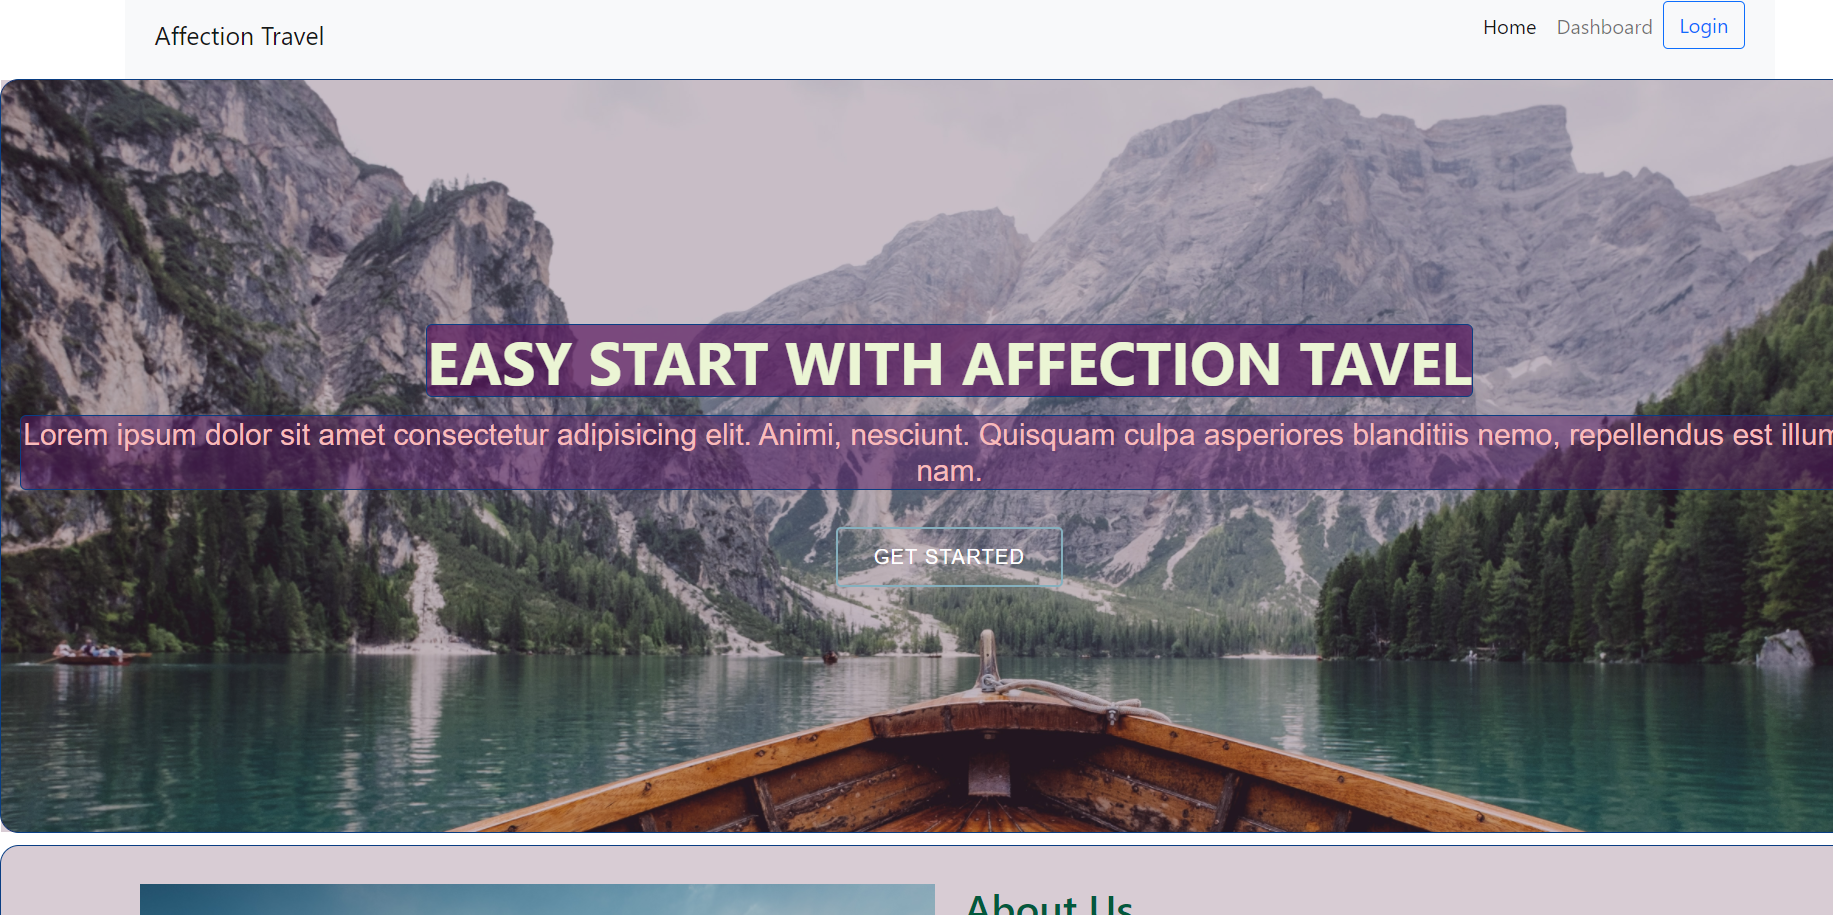 Affection Travel
Home Dashboard Login
EASY START WITH AFFECTION TAVEL
Lorem ipsum dolor sit amet consectetur adipisicing elit. Animi, nesciunt. Quisquam culpa asperiores blanditiis nemo, repellendus est illum
nam.
GET STARTED
About Us